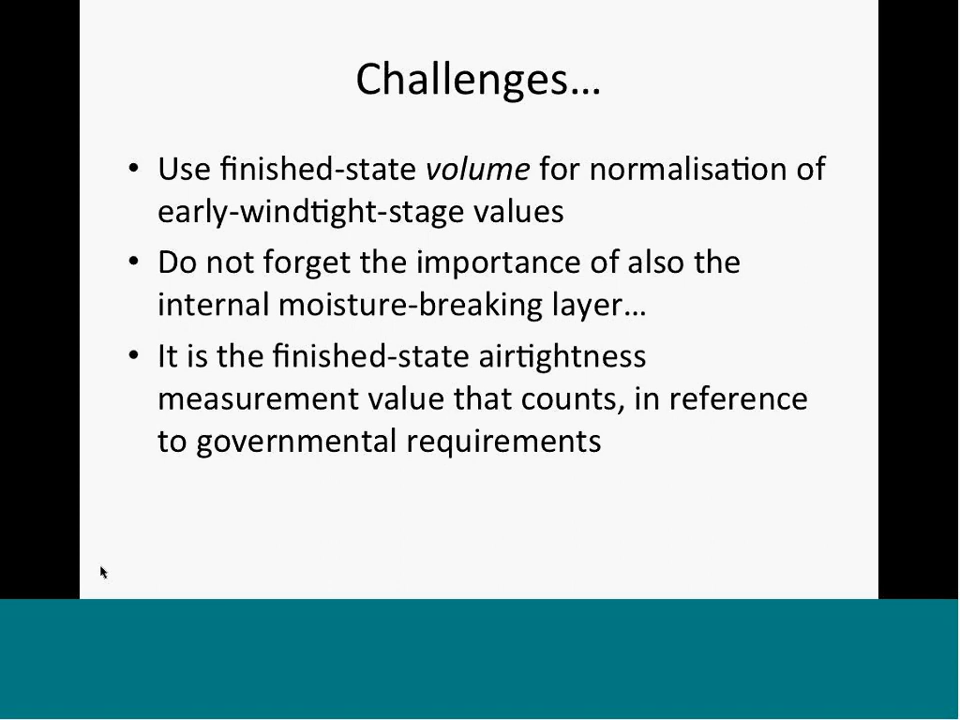 Challenges…
• Use finished-state volume for normalisation of
early-windtight-stage values
• Do not forget the importance of also the
internal moisture-breaking layer…
• It is the finished-state airtightness
measurement value that counts, in reference
to governmental requirements